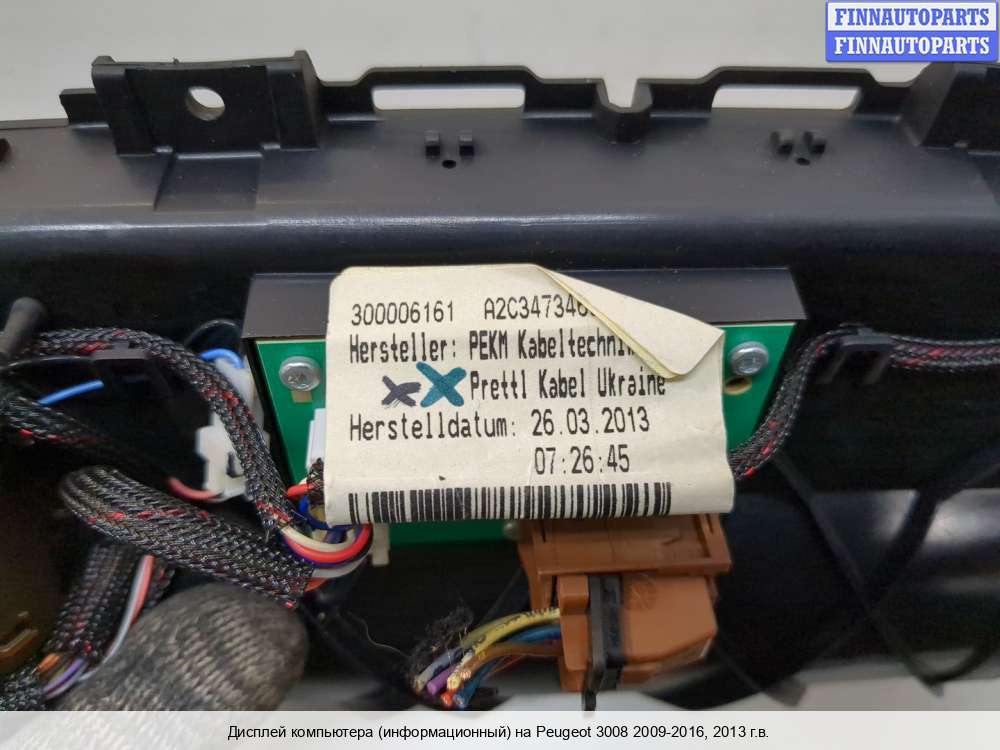 FINNAUTOPARTS
FINNAUTOPARTS
300006161
Hersteller: PEKM
Prettl Kabel Ukraine
Herstelldatum: 26.03.2013
07:26:45
Дисплей компьютера (информационный) на Peugeot 3008 2009-2016, 2013 г.в.